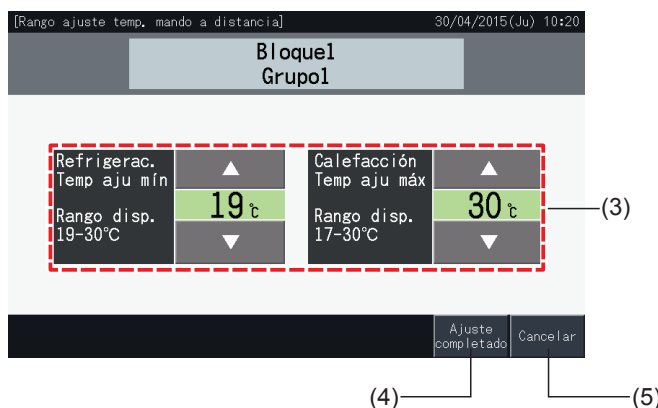 [Rango ajuste temp. mando a distancia] 30/04/2015(Ju) 10:20
Bloque1
Grupo1
Refrigerac.
Temp aju mín
Rango disp.
19-30°C
19 °C
Calefacción
Temp aju máx
Rango disp.
17-30°C
30 °C
(3)
Ajuste
completado
Cancelar
(4)
(5)